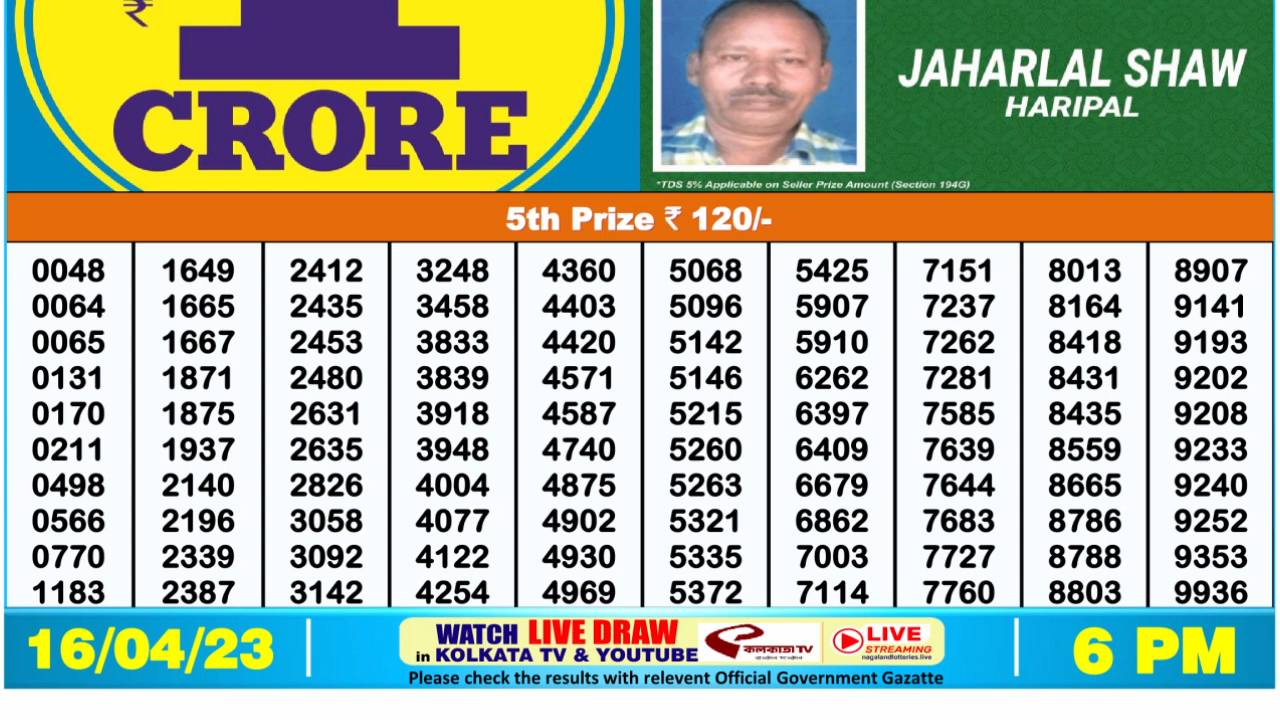 ₹ 1
CRORE
JAHARLAL SHAW
HARIPAL
*TDS 5% Applicable on Seller Prize Amount (Section 194G)
5th Prize ₹ 120/-
0048 1649 2412 3248 4360 5068 5425 7151 8013 8907
0064 1665 2435 3458 4403 5096 5907 7237 8164 9141
0065 1667 2453 3833 4420 5142 5910 7262 8418 9193
0131 1871 2480 3839 4571 5146 6262 7281 8431 9202
0170 1875 2631 3918 4587 5215 6397 7585 8435 9208
0211 1937 2635 3948 4740 5260 6409 7639 8559 9233
0498 2140 2826 4004 4875 5263 6679 7644 8665 9240
0566 2196 3058 4077 4902 5321 6862 7683 8786 9252
0770 2339 3092 4122 4930 5335 7003 7727 8788 9353
1183 2387 3142 4254 4969 5372 7114 7760 8803 9936
16/04/23
WATCH LIVE DRAW
in KOLKATA TV & YOUTUBE
কলকাতা TV
LIVE
STREAMING
nagalandlotteries.live
6 PM
Please check the results with relevent Official Government Gazatte